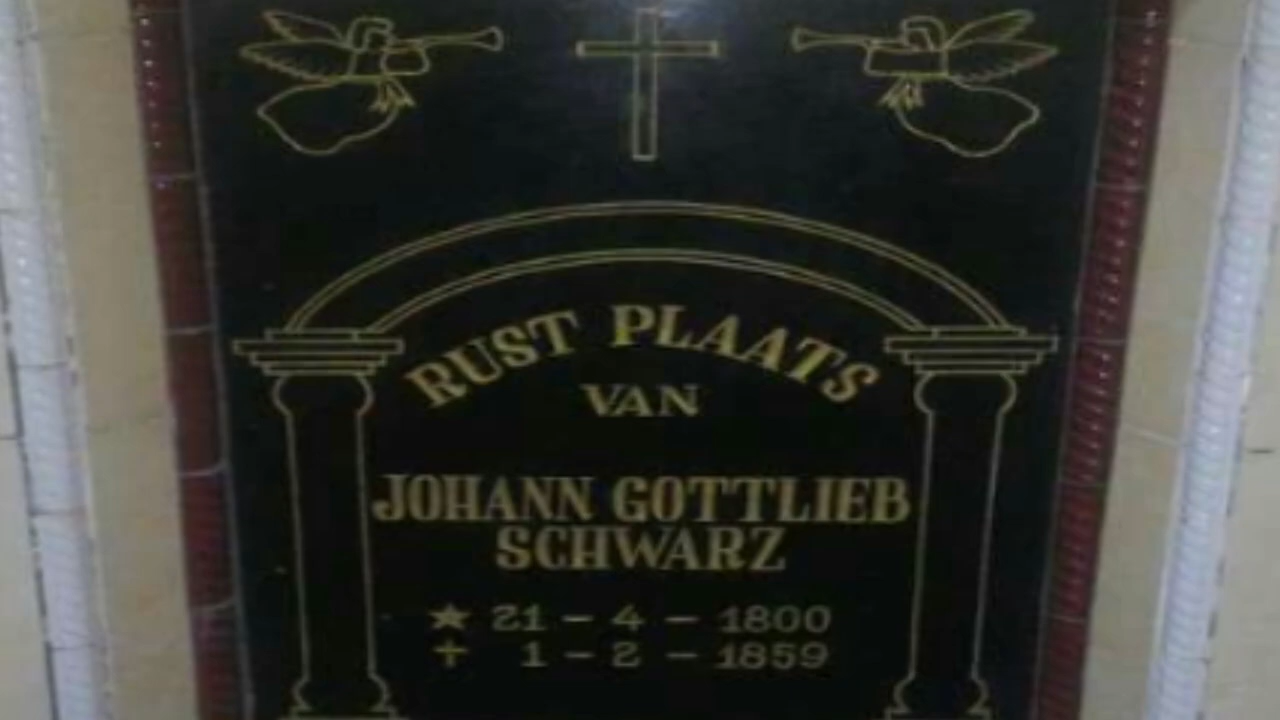 RUST PLAATS
VAN
JOHANN GOTTLIEB
SCHWARZ
★ 21 – 4 – 1800
✝ 1 – 2 – 1859